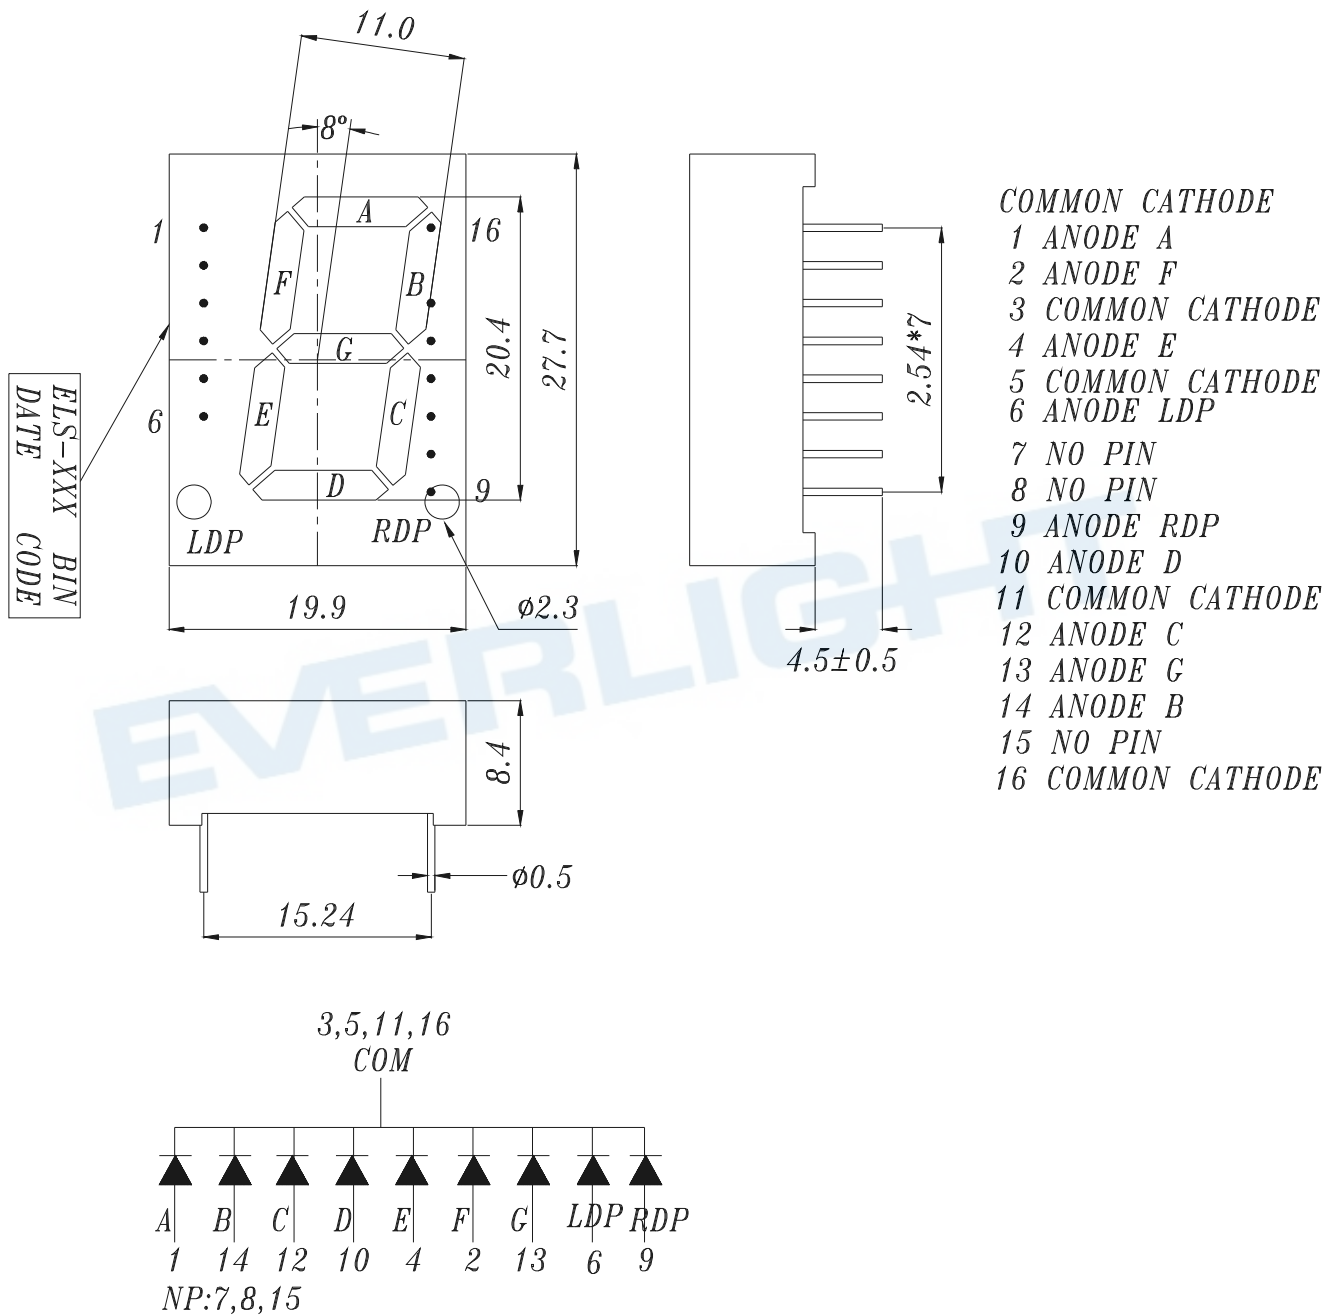 11.0
8°
1
16
A
F
B
G
E
C
D
6
9
LDP
RDP
20.4
27.7
19.9
ø2.3
ELS-XXX BIN
DATE CODE
2.54*7
4.5±0.5
COMMON CATHODE
1 ANODE A
2 ANODE F
3 COMMON CATHODE
4 ANODE E
5 COMMON CATHODE
6 ANODE LDP
7 NO PIN
8 NO PIN
9 ANODE RDP
10 ANODE D
11 COMMON CATHODE
12 ANODE C
13 ANODE G
14 ANODE B
15 NO PIN
16 COMMON CATHODE
EVERLIGHT
8.4
ø0.5
15.24
3,5,11,16
COM
A B C D E F G LDP RDP
1 14 12 10 4 2 13 6 9
NP:7,8,15